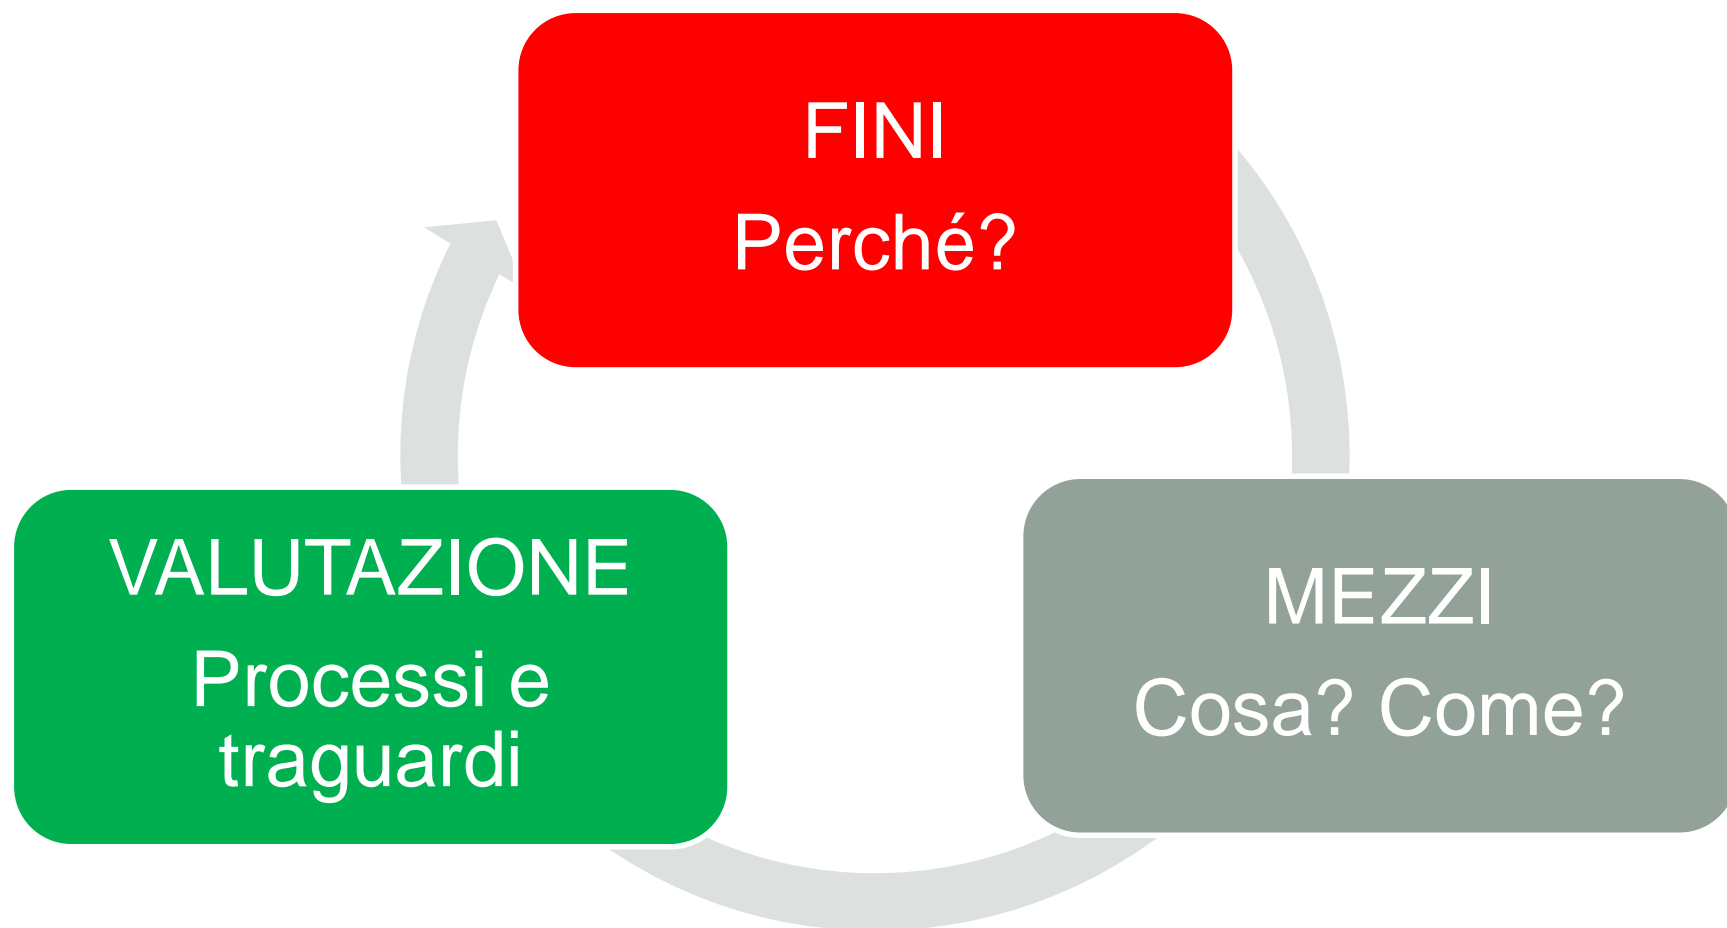 FINI
Perché?
MEZZI
Cosa? Come?
VALUTAZIONE
Processi e
traguardi